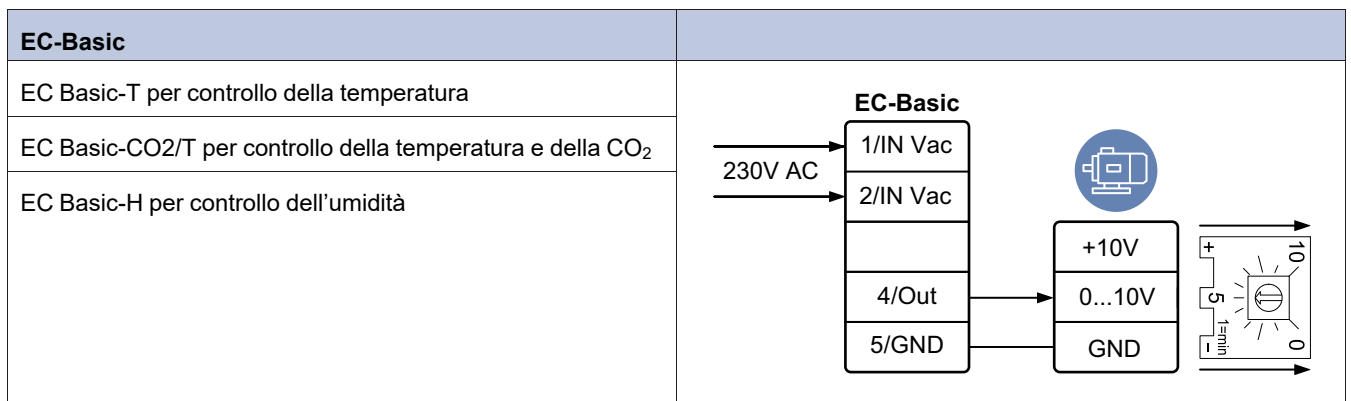 EC-Basic
EC Basic-T per controllo della temperatura
EC Basic-CO2/T per controllo della temperatura e della CO₂
EC Basic-H per controllo dell’umidità
EC-Basic
230V AC
1/IN Vac
2/IN Vac
4/Out
5/GND
+10V
0...10V
GND
+
10
5
1=min
-
0